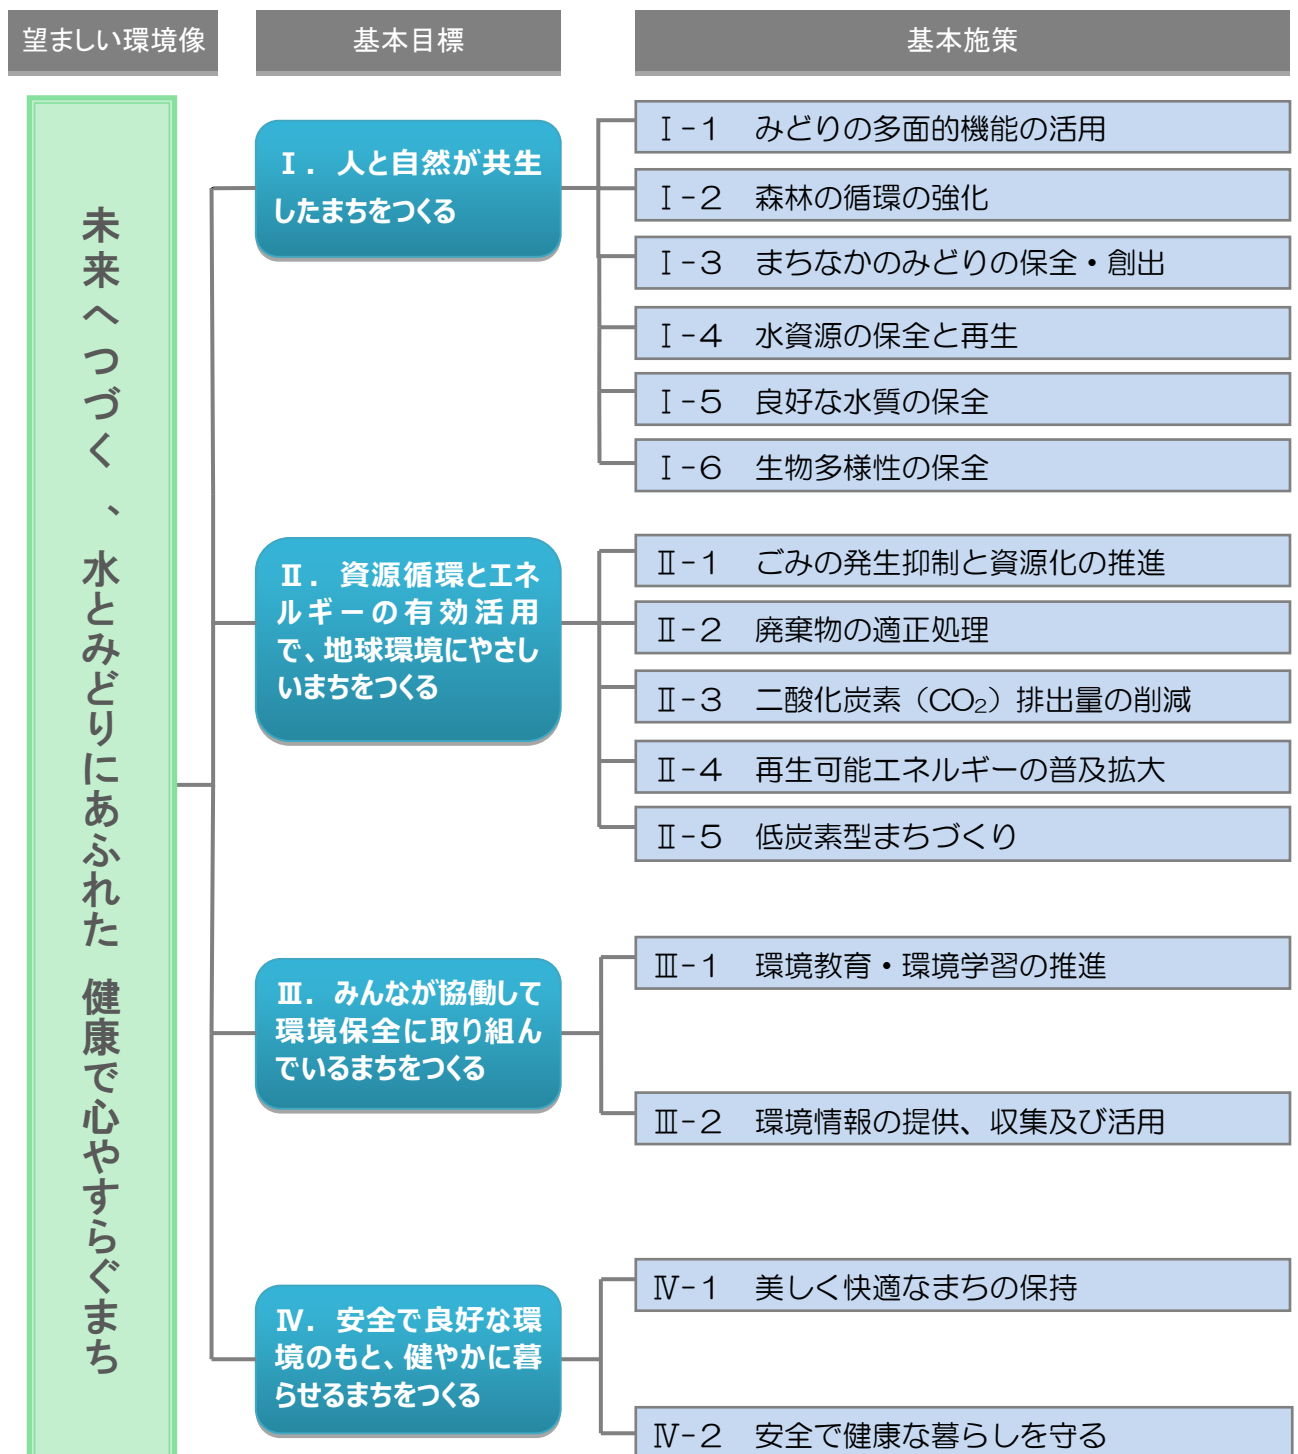 望ましい環境像
基本目標
基本施策
未来へつづく、水とみどりにあふれた 健康で心やすらぐまち
Ⅰ．人と自然が共生
したまちをつくる
Ⅰ-1 みどりの多面的機能の活用
Ⅰ-2 森林の循環の強化
Ⅰ-3 まちなかのみどりの保全・創出
Ⅰ-4 水資源の保全と再生
Ⅰ-5 良好な水質の保全
Ⅰ-6 生物多様性の保全
Ⅱ．資源循環とエネ
ルギーの有効活用
で、地球環境にやさし
いまちをつくる
Ⅱ-1 ごみの発生抑制と資源化の推進
Ⅱ-2 廃棄物の適正処理
Ⅱ-3 二酸化炭素（CO₂）排出量の削減
Ⅱ-4 再生可能エネルギーの普及拡大
Ⅱ-5 低炭素型まちづくり
Ⅲ．みんなが協働して
環境保全に取り組ん
でいるまちをつくる
Ⅲ-1 環境教育・環境学習の推進
Ⅲ-2 環境情報の提供、収集及び活用
Ⅳ．安全で良好な環
境のもと、健やかに暮
らせるまちをつくる
Ⅳ-1 美しく快適なまちの保持
Ⅳ-2 安全で健康な暮らしを守る